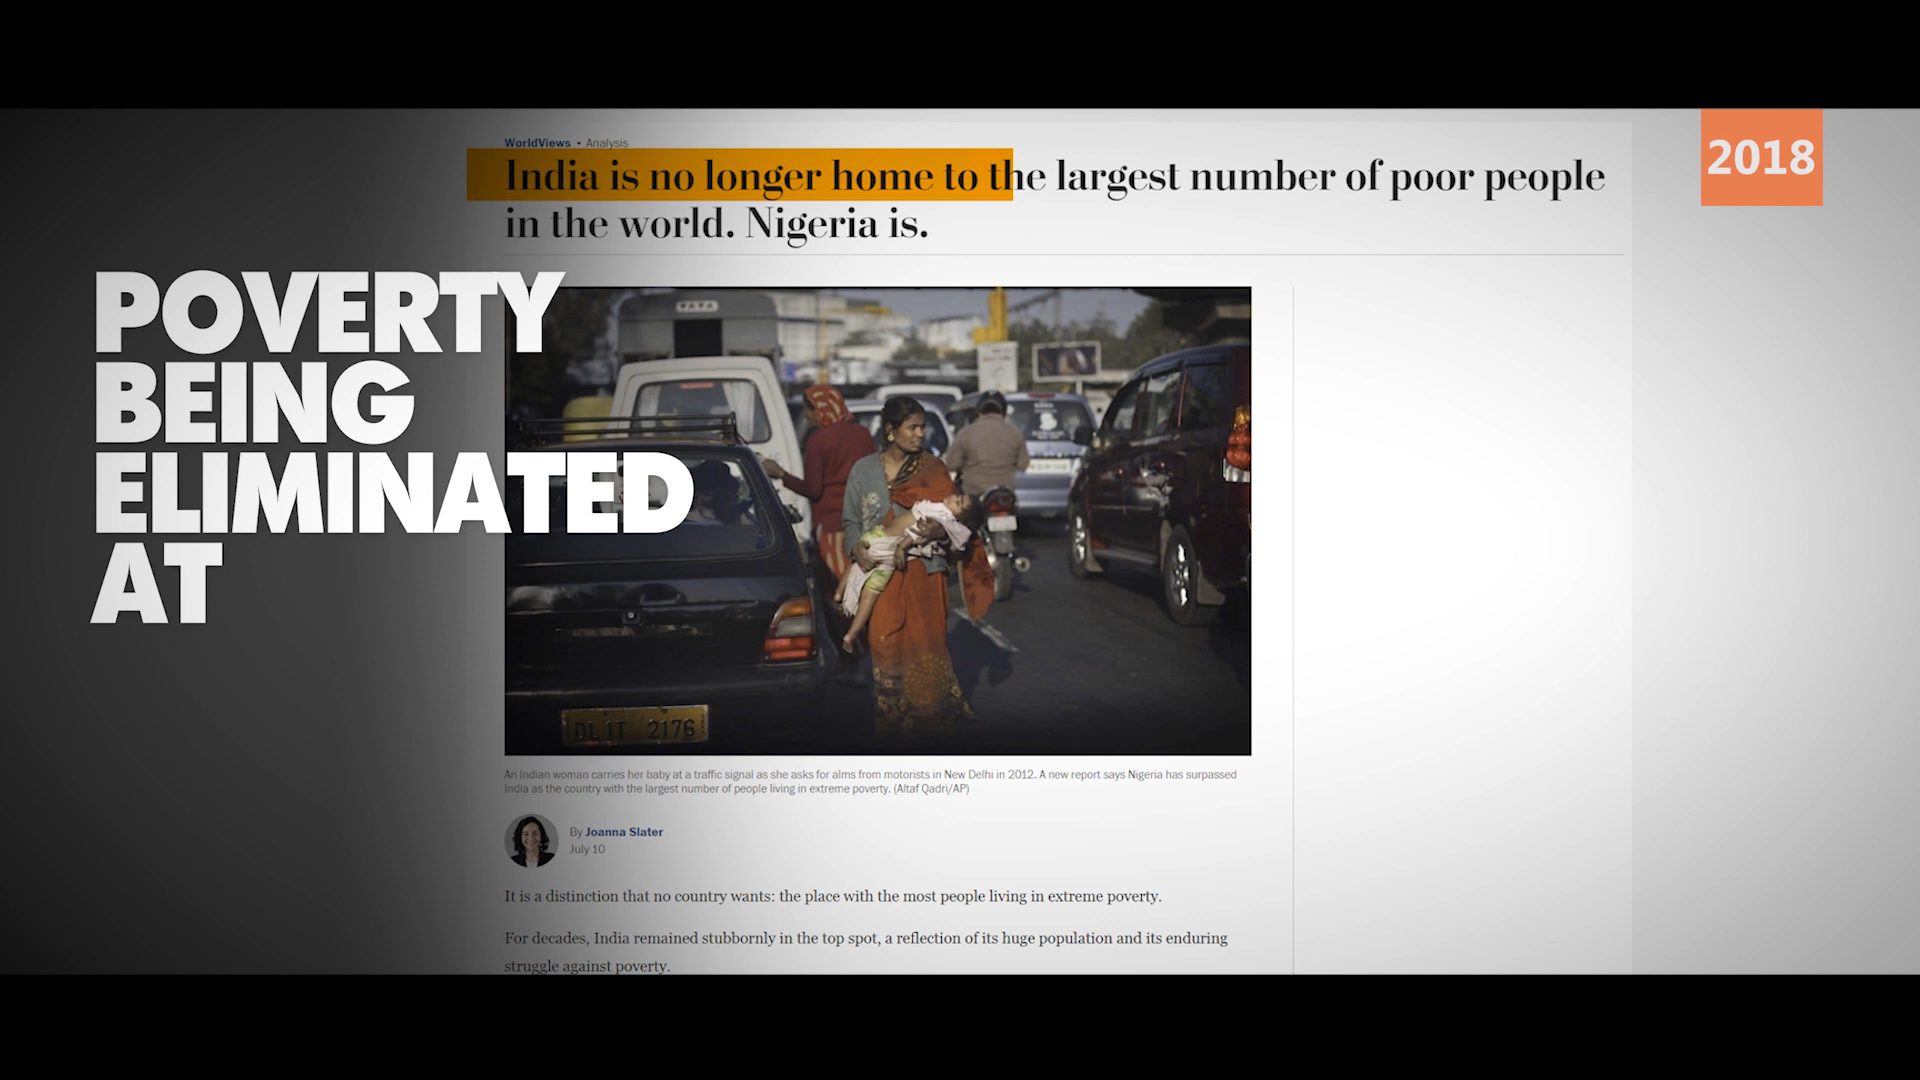 2018
WorldViews • Analysis
India is no longer home to the largest number of poor people
in the world. Nigeria is.
POVERTY
BEING
ELIMINATED
AT
TATA
DL 1T 2176
An Indian woman carries her baby at a traffic signal as she asks for alms from motorists in New Delhi in 2012. A new report says Nigeria has surpassed
India as the country with the largest number of people living in extreme poverty. (Altaf Qadri/AP)
By Joanna Slater
July 10
It is a distinction that no country wants: the place with the most people living in extreme poverty.
For decades, India remained stubbornly in the top spot, a reflection of its huge population and its enduring
struggle against poverty.